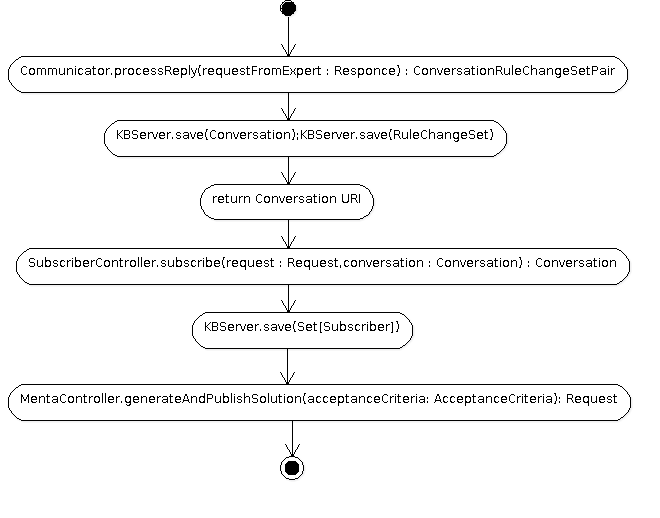 Communicator.processReply(requestFromExpert : Responce) : ConversationRuleChangeSetPair
KBServer.save(Conversation);KBServer.save(RuleChangeSet)
return Conversation URI
SubscriberController.subscribe(request : Request,conversation : Conversation) : Conversation
KBServer.save(Set[Subscriber])
MentaController.generateAndPublishSolution(acceptanceCriteria: AcceptanceCriteria): Request